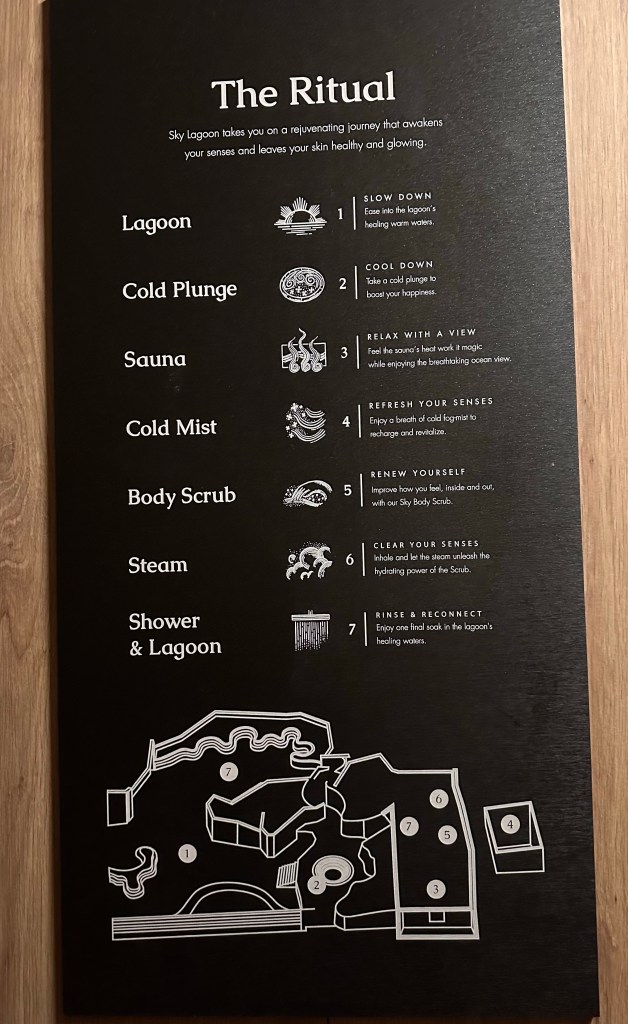 The Ritual
Sky Lagoon takes you on a rejuvenating journey that awakens
your senses and leaves your skin healthy and glowing.
Lagoon
1
SLOW DOWN
Ease into the lagoon's
healing warm waters.
Cold Plunge
2
COOL DOWN
Take a cold plunge to
boost your happiness.
Sauna
3
RELAX WITH A VIEW
Feel the sauna's heat work it magic
while enjoying the breathtaking ocean view.
Cold Mist
4
REFRESH YOUR SENSES
Enjoy a breath of cold fog-mist to
recharge and revitalize.
Body Scrub
5
RENEW YOURSELF
Improve how you feel, inside and out,
with our Sky Body Scrub.
Steam
6
CLEAR YOUR SENSES
Inhale and let the steam unleash the
hydrating power of the Scrub.
Shower
& Lagoon
7
RINSE & RECONNECT
Enjoy one final soak in the lagoon's
healing waters.
7
6
7
5
4
1
2
3